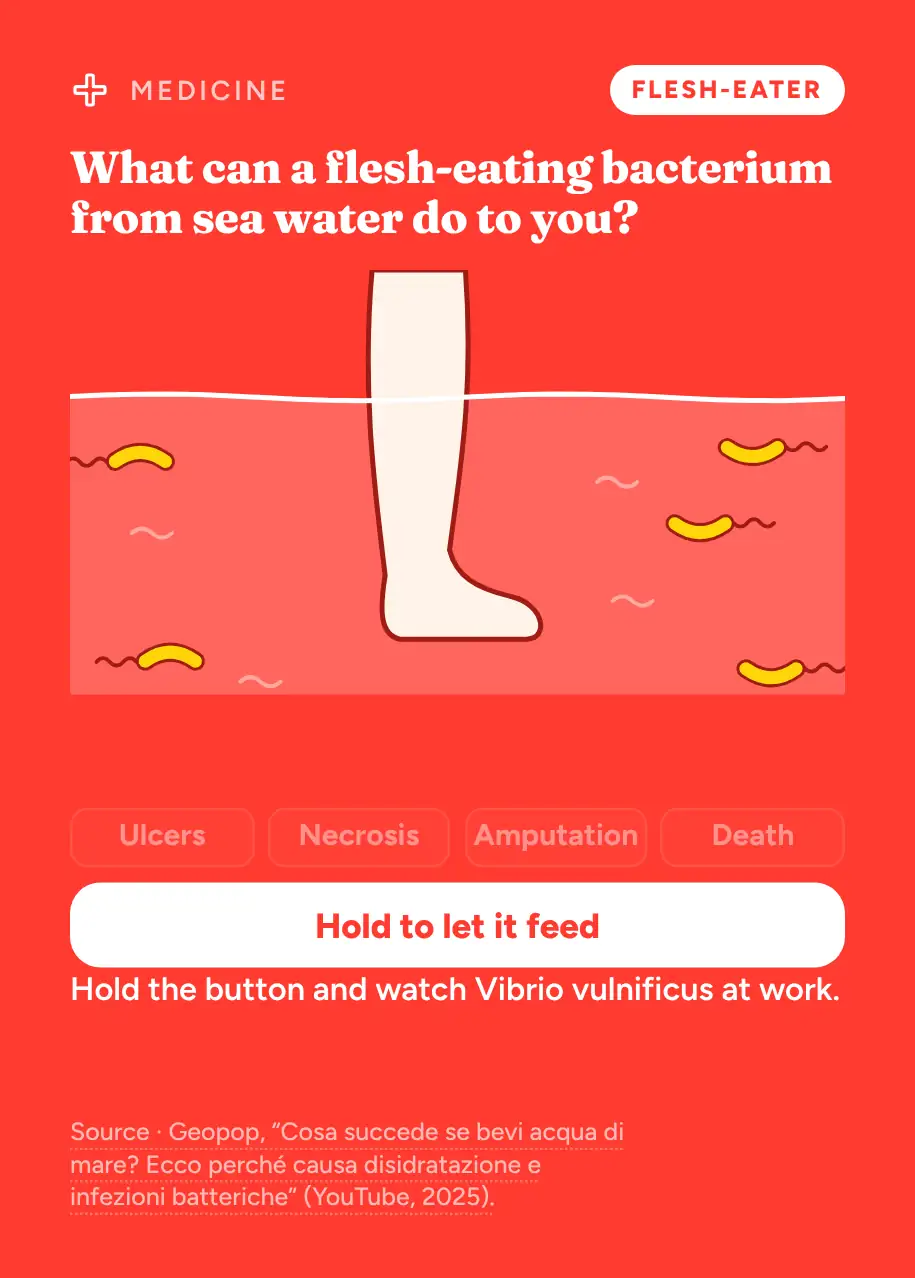 MEDICINE
FLESH-EATER
What can a flesh-eating bacterium
from sea water do to you?
Ulcers
Necrosis
Amputation
Death
Hold to let it feed
Hold the button and watch Vibrio vulnificus at work.
Source · Geopop, “Cosa succede se bevi acqua di
mare? Ecco perché causa disidratazione e
infezioni batteriche” (YouTube, 2025).